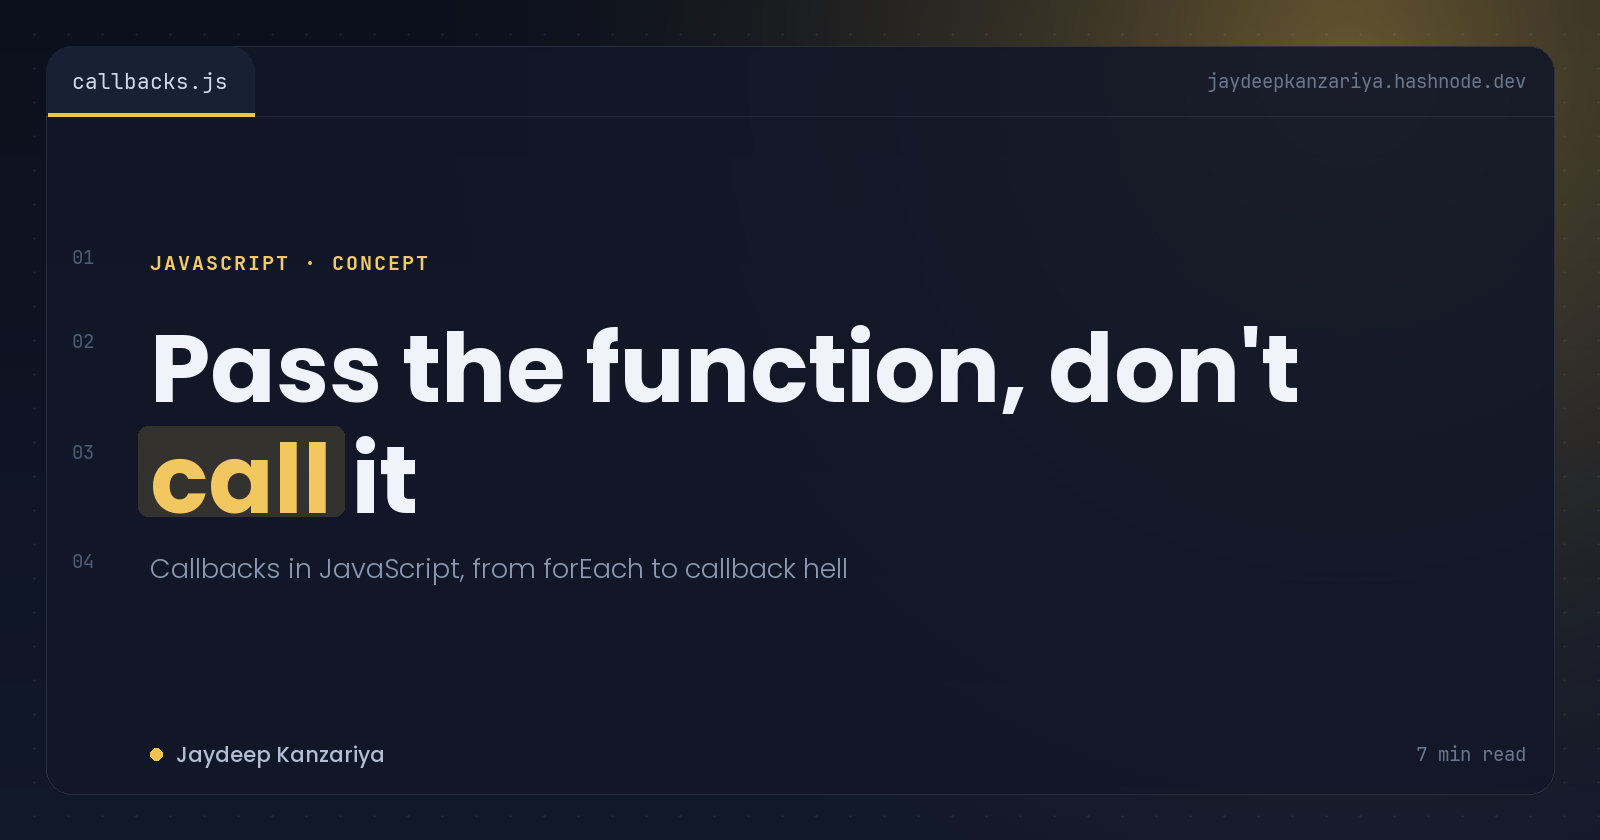 callbacks.js
jaydeepkanzariya.hashnode.dev
01
JAVASCRIPT · CONCEPT
02
Pass the function, don't
03
call it
04
Callbacks in JavaScript, from forEach to callback hell
Jaydeep Kanzariya
7 min read